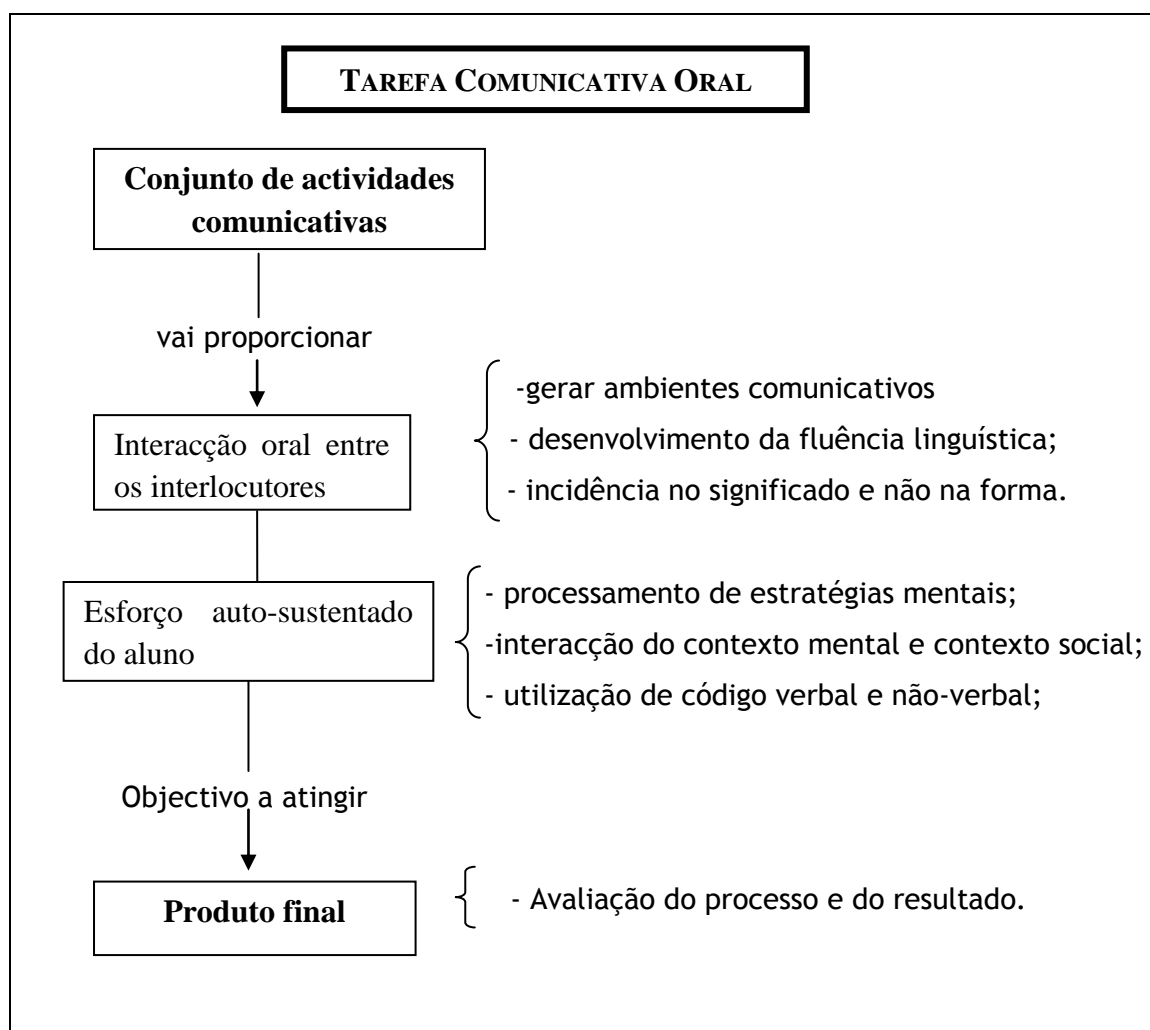 TAREFA COMUNICATIVA ORAL
Conjunto de actividades
comunicativas
vai proporcionar
Interacção oral entre
os interlocutores
-gerar ambientes comunicativos
- desenvolvimento da fluência linguística;
- incidência no significado e não na forma.
Esforço auto-sustentado
do aluno
- processamento de estratégias mentais;
-interacção do contexto mental e contexto social;
- utilização de código verbal e não-verbal;
Objectivo a atingir
Produto final
- Avaliação do processo e do resultado.